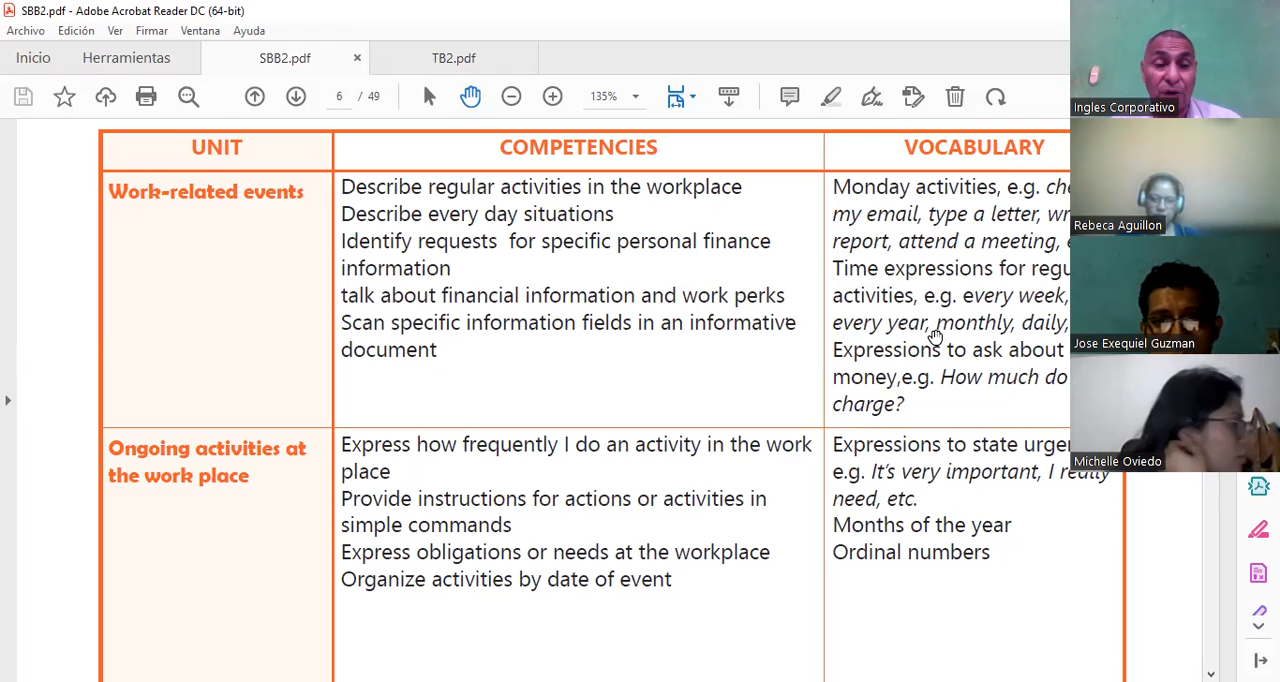 SBB2.pdf - Adobe Acrobat Reader DC (64-bit)
Archivo Edición Ver Firmar Ventana Ayuda
Inicio Herramientas SBB2.pdf × TB2.pdf
6 / 49 135%
UNIT COMPETENCIES VOCABULARY
Work-related events
Describe regular activities in the workplace
Describe every day situations
Identify requests for specific personal finance
information
talk about financial information and work perks
Scan specific information fields in an informative
document
Monday activities, e.g.
my email, type a letter,
report, attend a meeting,
Time expressions for
activities, e.g. every week,
every year, monthly, daily,
Expressions to ask about
money,e.g. How much do
charge?
Ongoing activities at
the work place
Express how frequently I do an activity in the work
place
Provide instructions for actions or activities in
simple commands
Express obligations or needs at the workplace
Organize activities by date of event
Expressions to state
e.g. It's very important, I really
need, etc.
Months of the year
Ordinal numbers
Ingles Corporativo
Rebeca Aguillon
Jose Exequiel Guzman
Michelle Oviedo